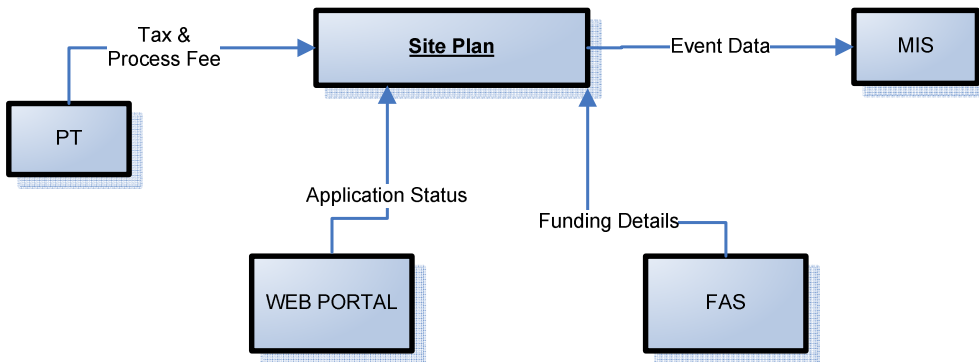 Tax &
Process Fee
Site Plan
Event Data
MIS
PT
Application Status
Funding Details
WEB PORTAL
FAS